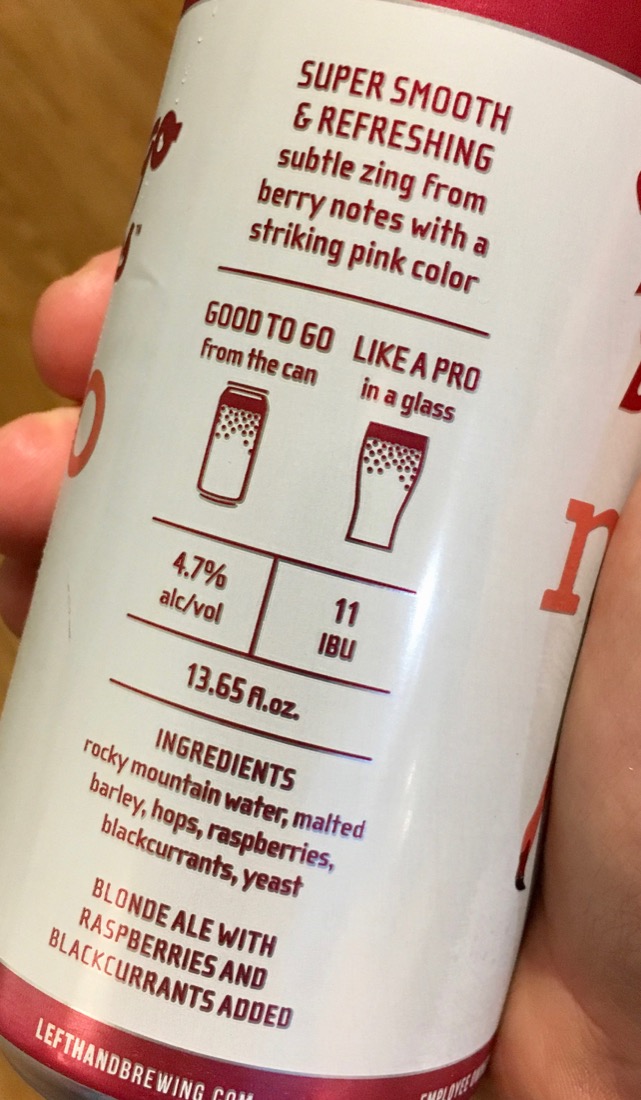 SUPER SMOOTH
& REFRESHING
subtle zing from
berry notes with a
striking pink color
GOOD TO GO
from the can
LIKE A PRO
in a glass
4.7%
alc/vol
11
IBU
13.65 fl.oz.
INGREDIENTS
rocky mountain water, malted
barley, hops, raspberries,
blackcurrants, yeast
BLONDE ALE WITH
RASPBERRIES AND
BLACKCURRANTS ADDED
LEFTHANDBREWING.COM
EMPLOYEE